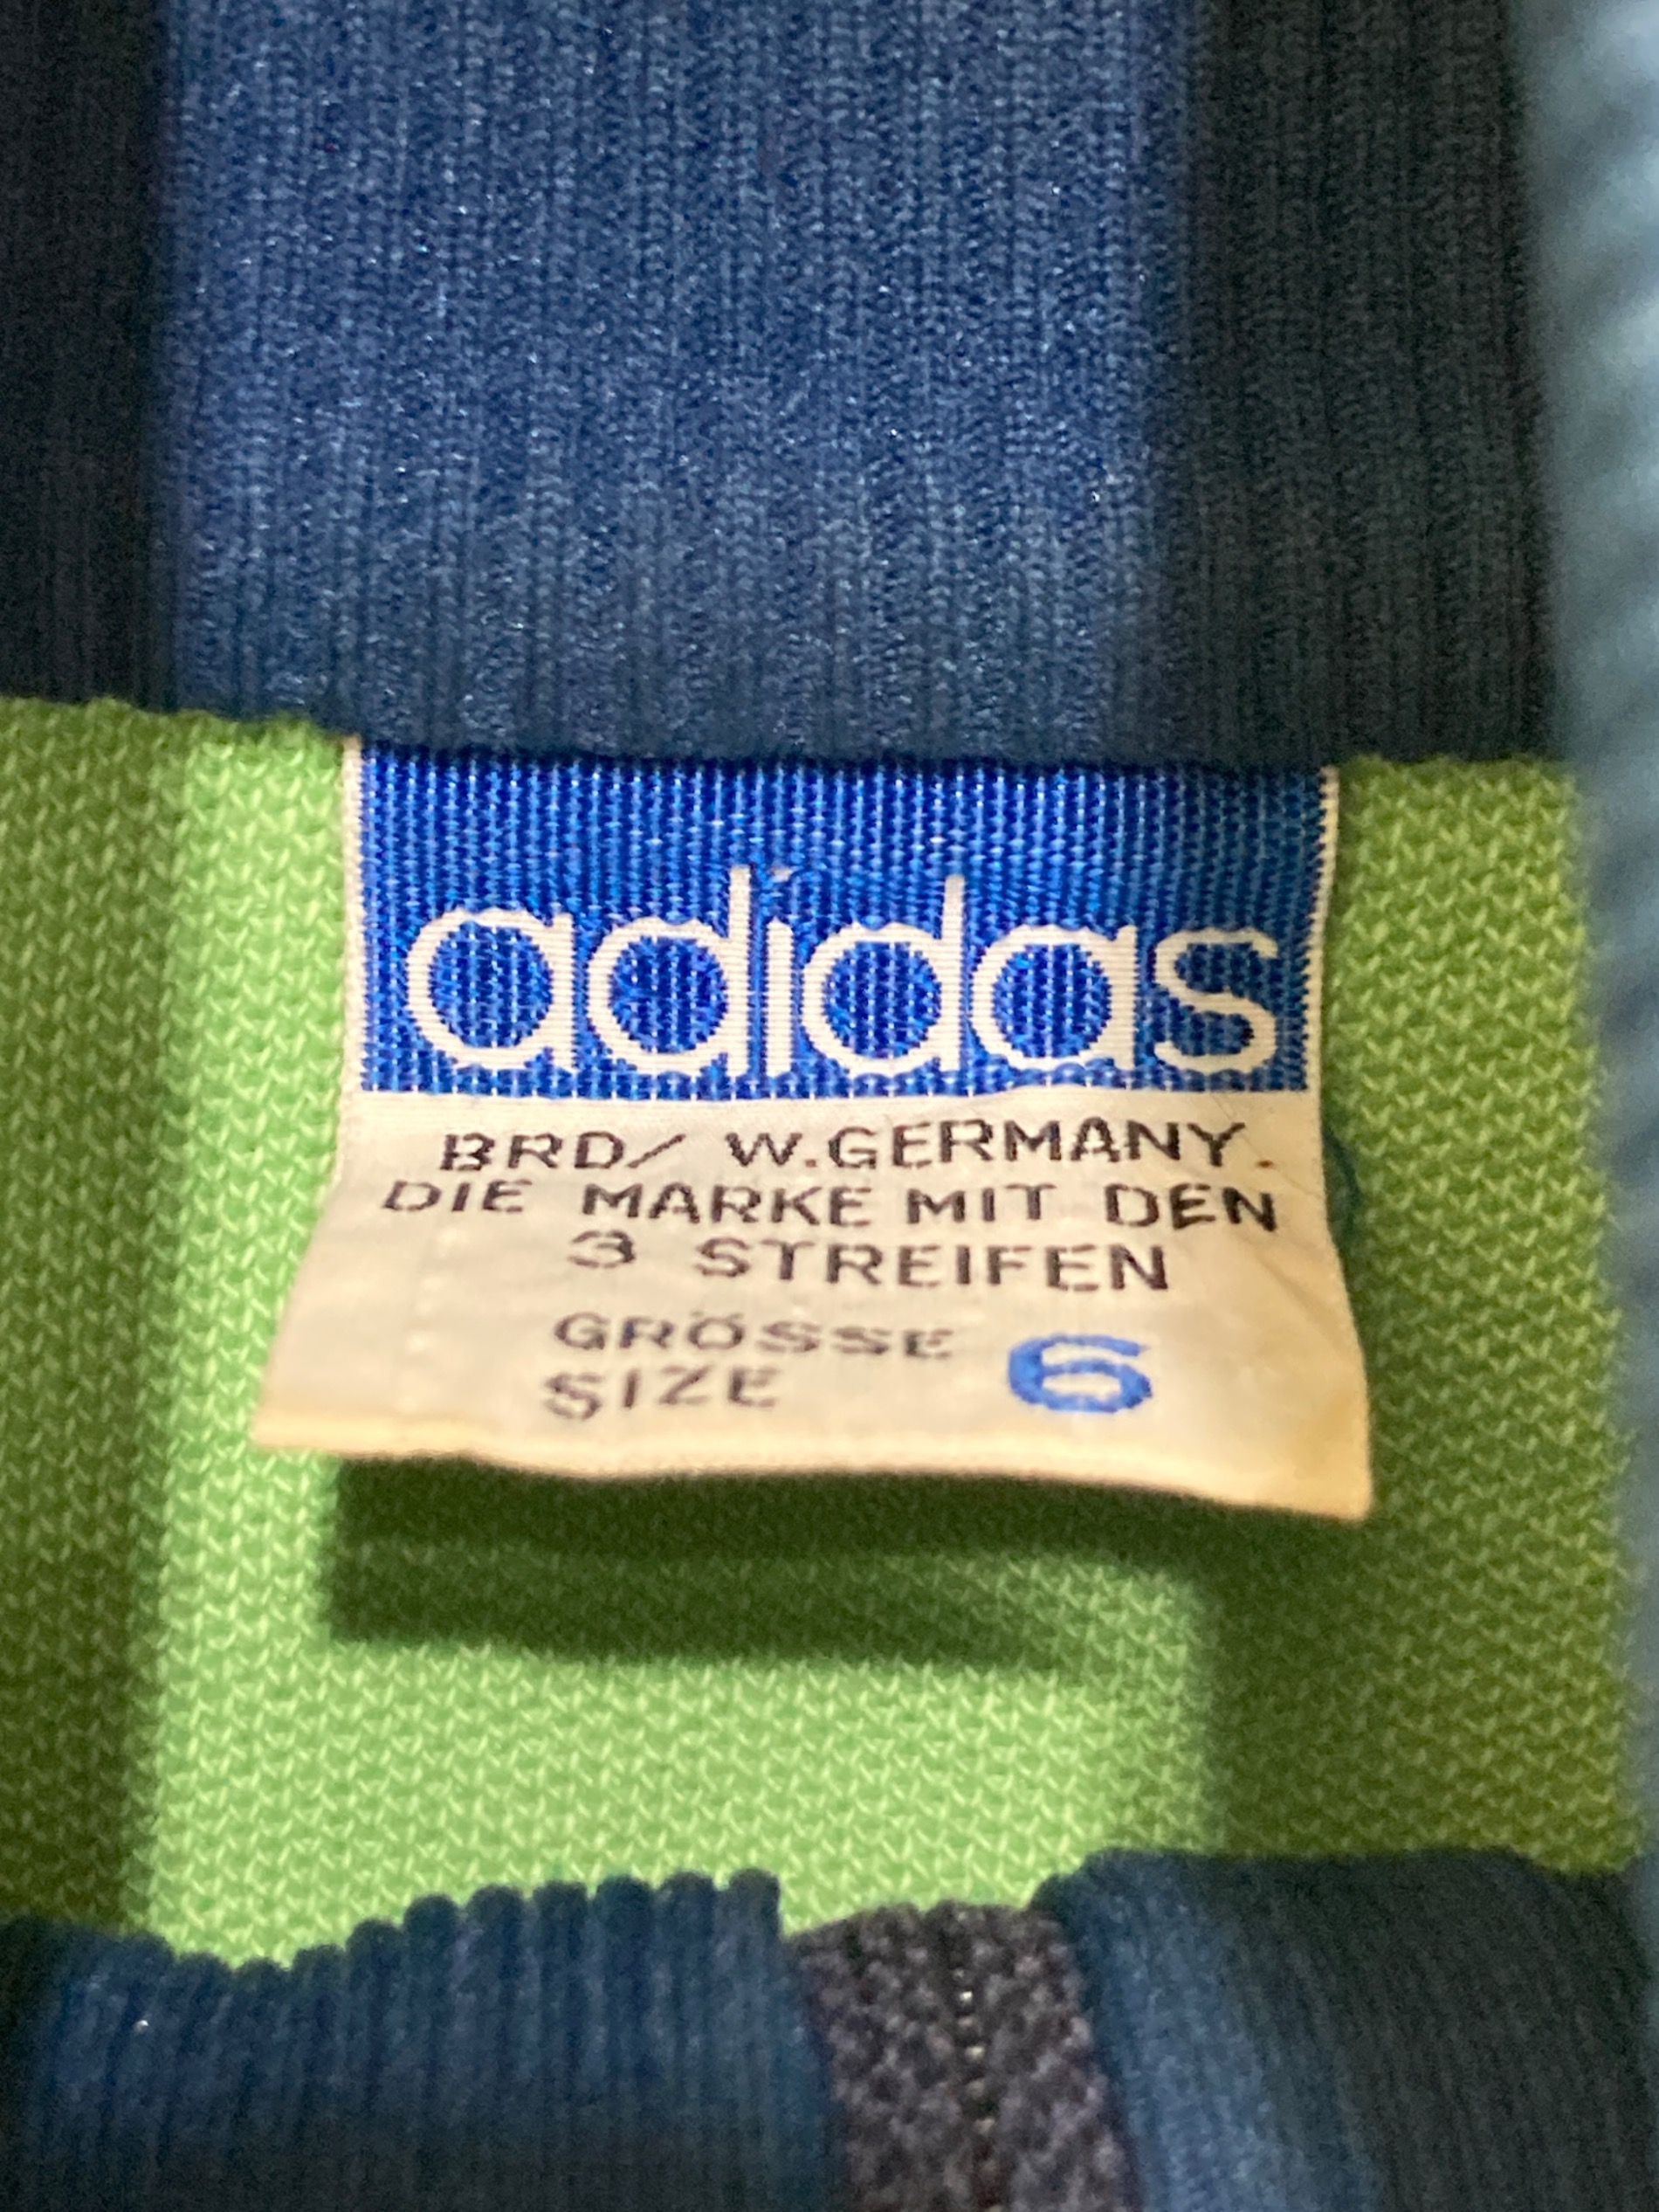 adidas
BRD/ W.GERMANY.
DIE MARKE MIT DEN
3 STREIFEN
GRÖSSE
SIZE 6